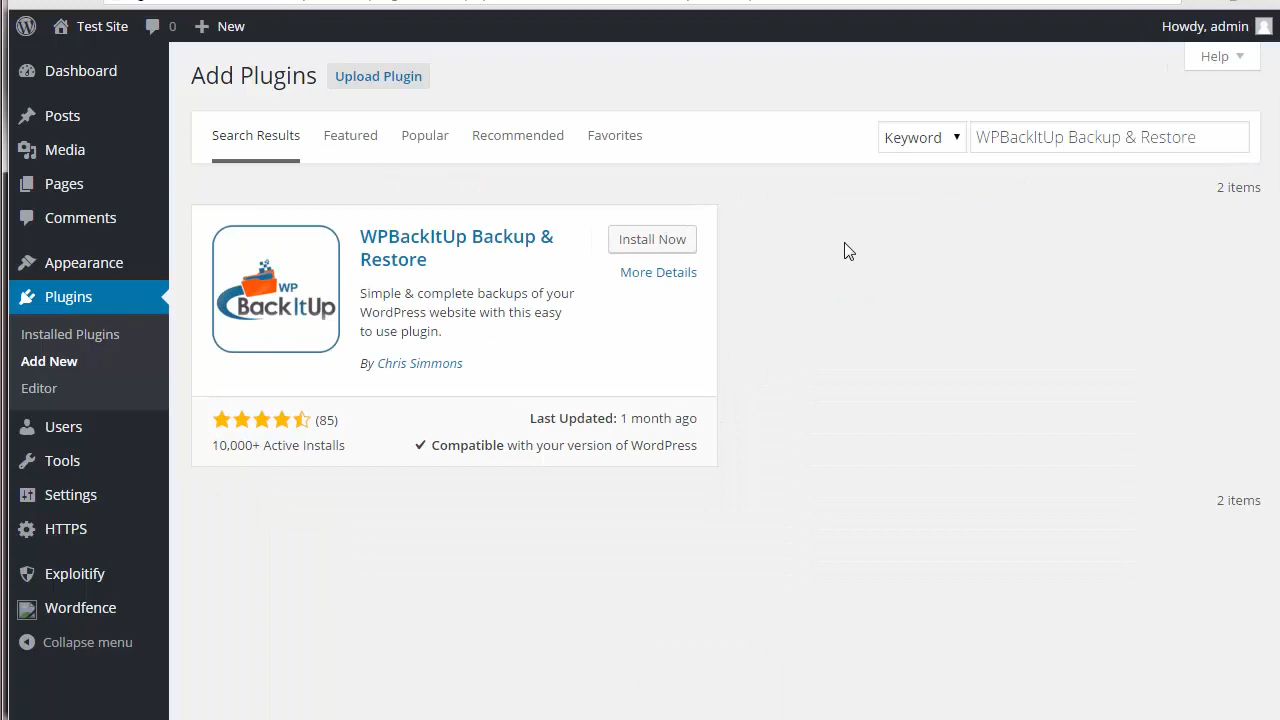 Test Site
0
New
Howdy, admin
Help
Dashboard
Posts
Media
Pages
Comments
Appearance
Plugins
Installed Plugins
Add New
Editor
Users
Tools
Settings
HTTPS
Exploitify
Wordfence
Collapse menu
Add Plugins
Upload Plugin
Search Results
Featured
Popular
Recommended
Favorites
Keyword
WPBackItUp Backup & Restore
2 items
WP
BackItUp
WPBackItUp Backup &
Restore
Install Now
More Details
Simple & complete backups of your
WordPress website with this easy
to use plugin.
By Chris Simmons
(85)
Last Updated: 1 month ago
10,000+ Active Installs
Compatible with your version of WordPress
2 items